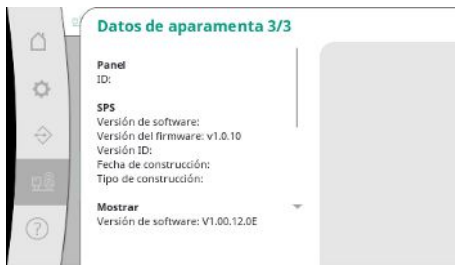 Datos de aparamenta 3/3
Panel
ID:
SPS
Versión de software:
Versión del firmware: v1.0.10
Versión ID:
Fecha de construcción:
Tipo de construcción:
Mostrar
Versión de software: V1.00.12.0E
?